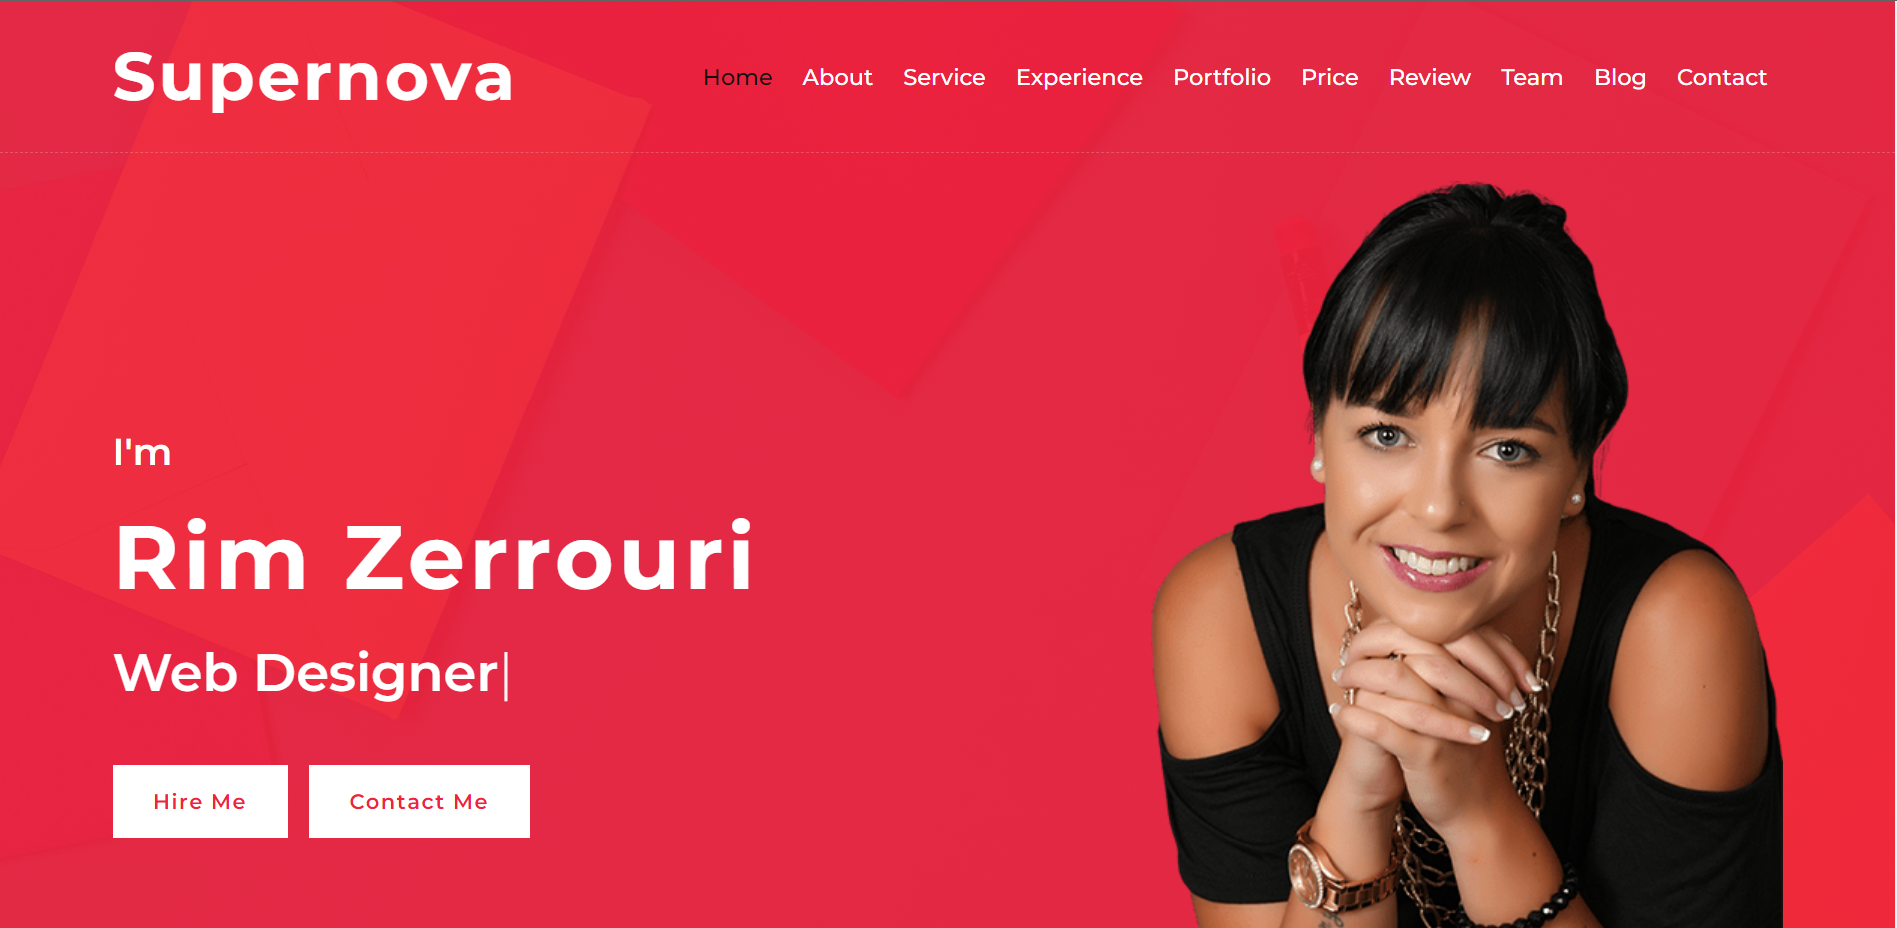 Supernova
Home About Service Experience Portfolio Price Review Team Blog Contact
I'm
Rim Zerrouri
Web Designer|
Hire Me Contact Me